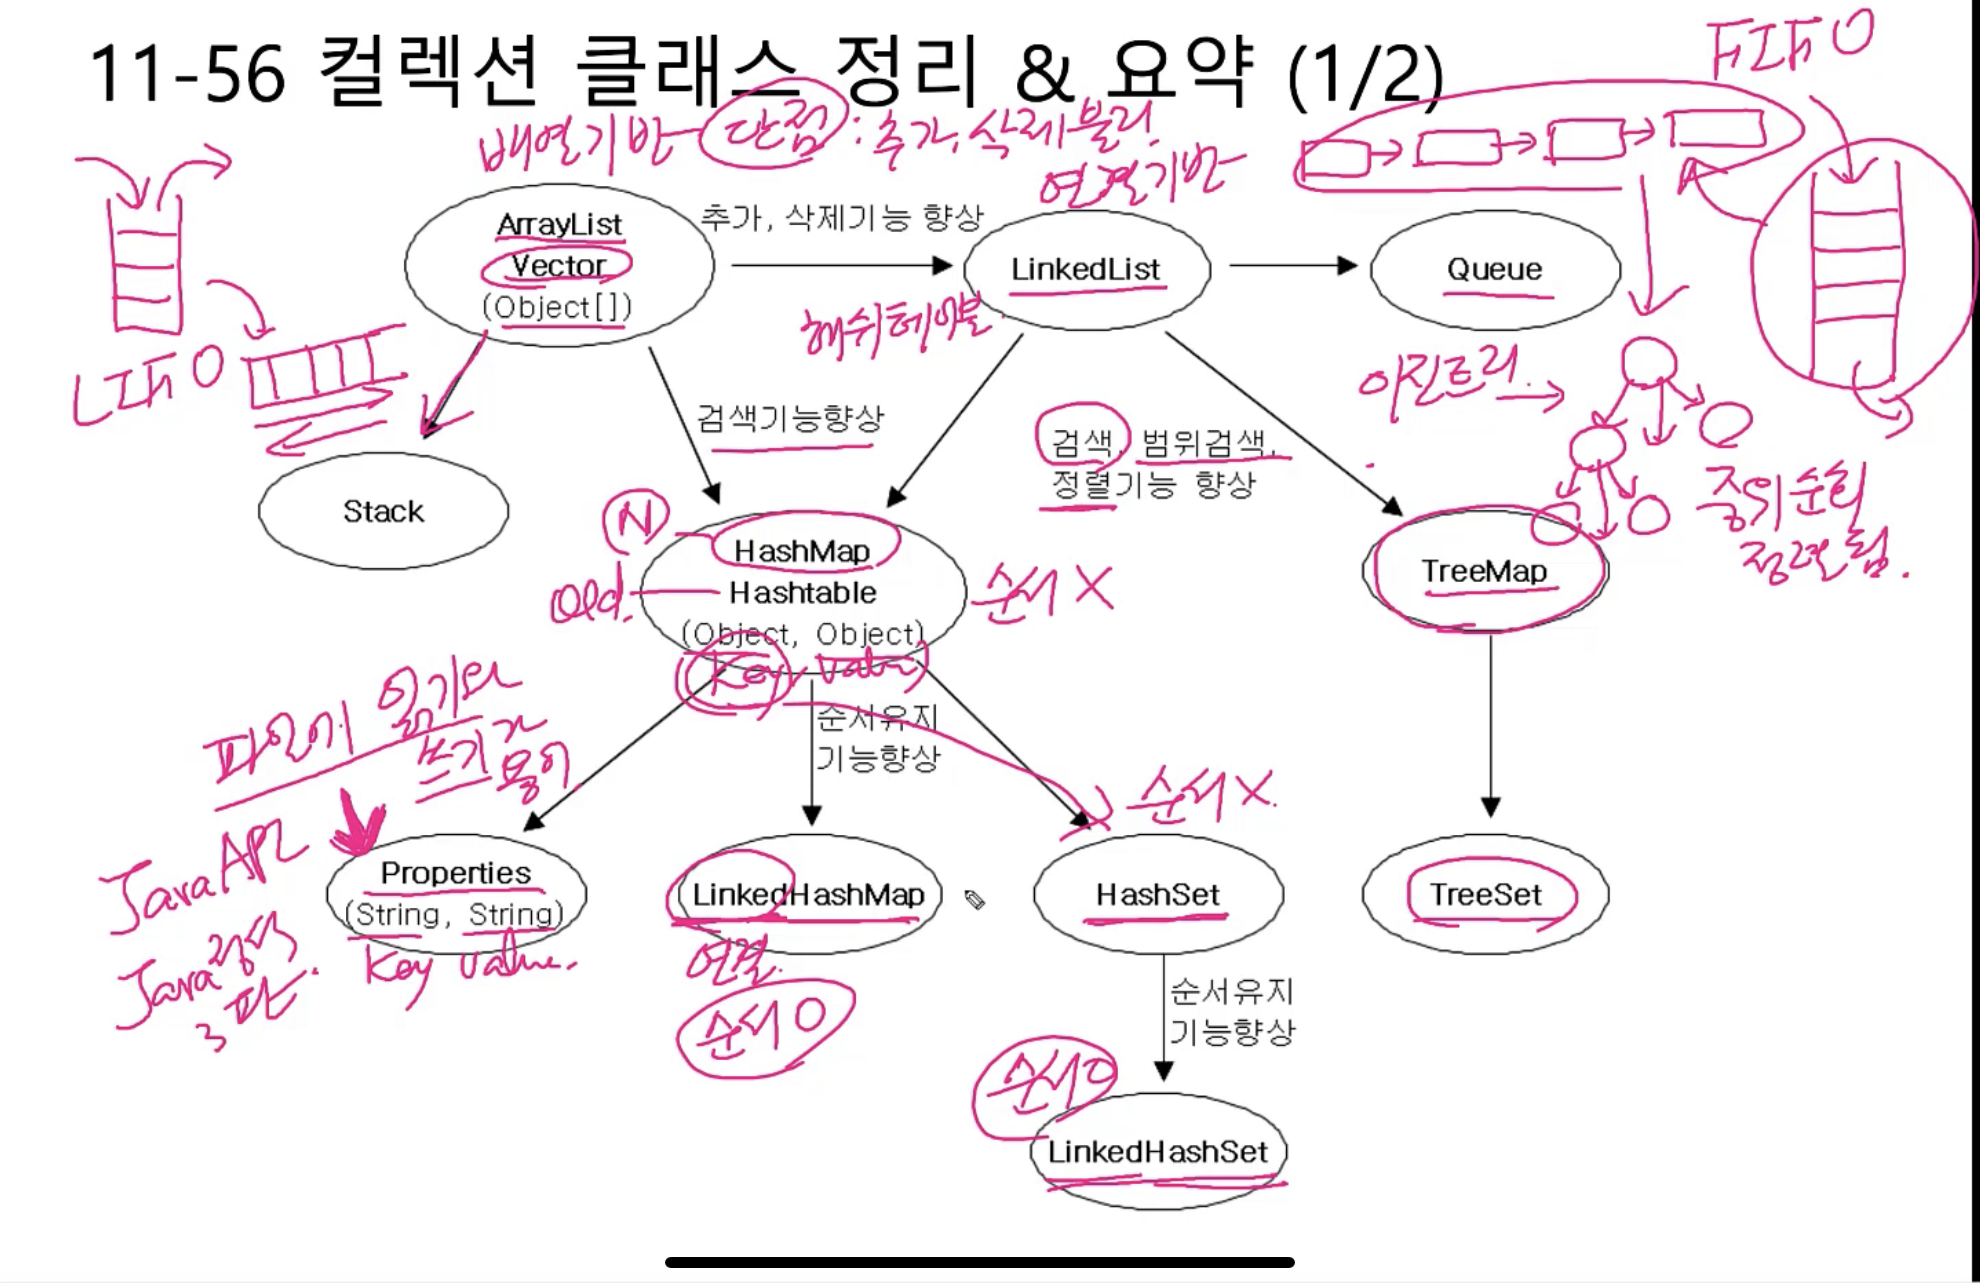 11-56 컬렉션 클래스 정리 & 요약 (1/2)
FIFO
배열기반 단점 : 추가, 삭제 불리
연결기반
ArrayList
Vector
(Object[])
추가, 삭제기능 향상
LinkedList
Queue
해쉬테이블
LIFO
이진트리
검색기능향상
검색, 범위검색,
정렬기능 향상
중위순회
정렬됨.
Stack
N
HashMap
Old.
Hashtable
(Object, Object)
순서 X
(Key, Value)
TreeMap
파일에 읽기와
쓰기가
용이
순서유지
기능향상
순서 X.
Java API
Properties
(String, String)
Key Value.
LinkedHashMap
HashSet
TreeSet
Java
3판.
연결.
순서 O
순서유지
기능향상
순서 O
LinkedHashSet